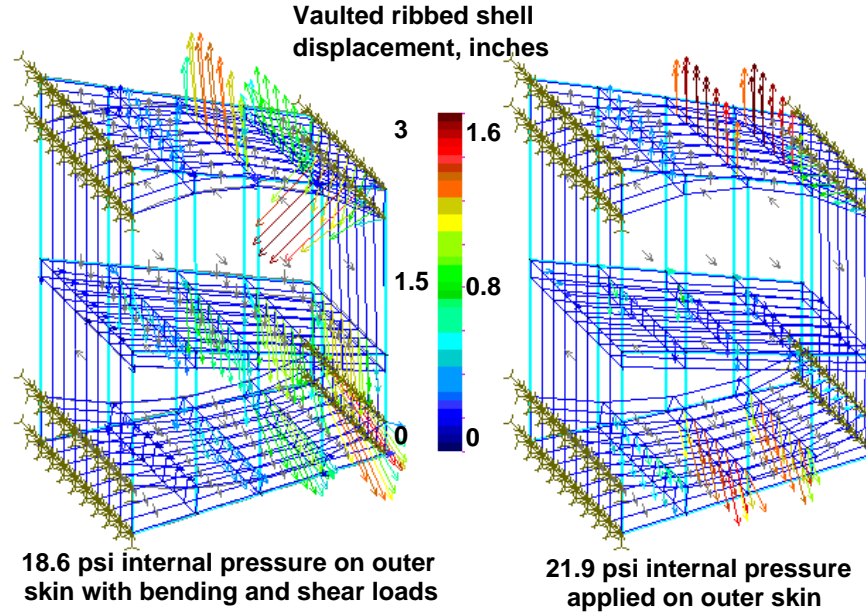 Vaulted ribbed shell
displacement, inches
3
1.6
1.5
0.8
0
0
18.6 psi internal pressure on outer
skin with bending and shear loads
21.9 psi internal pressure
applied on outer skin